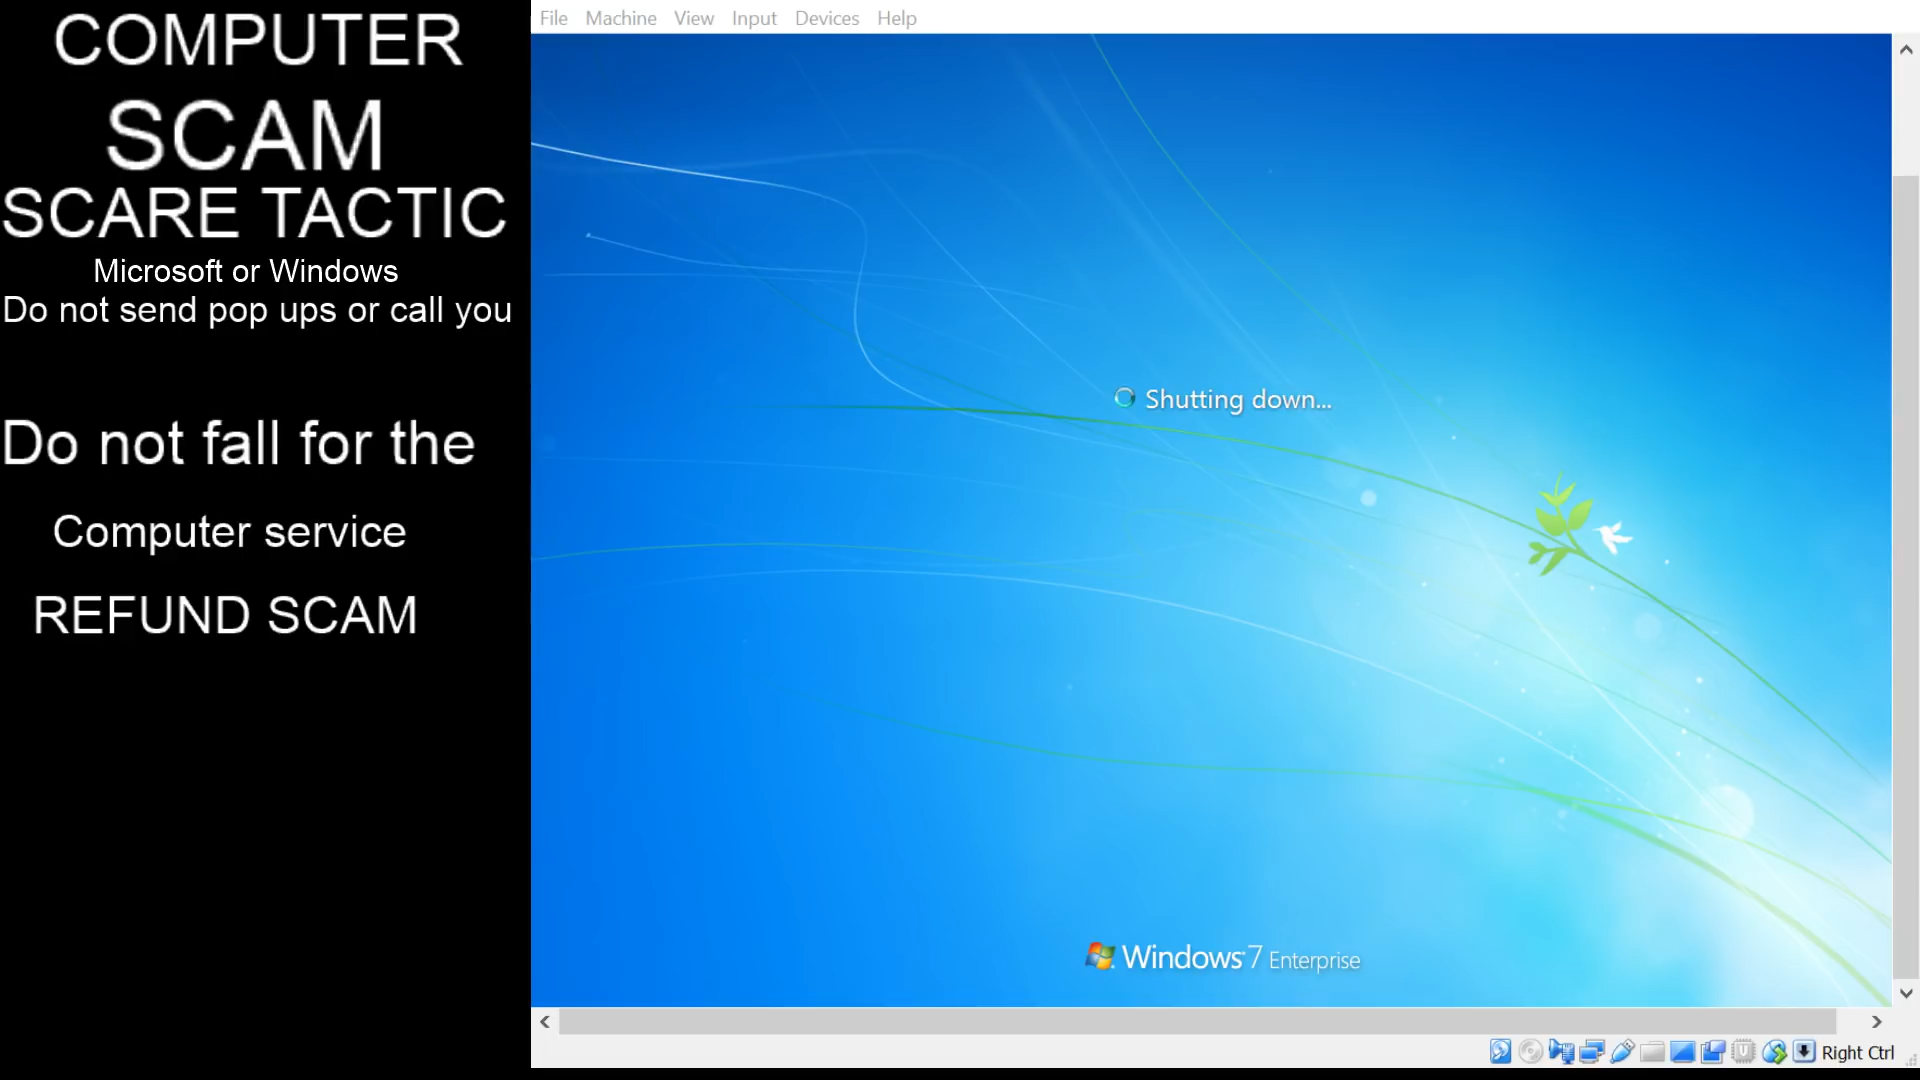 COMPUTER
SCAM
SCARE TACTIC
Microsoft or Windows
Do not send pop ups or call you
Do not fall for the
Computer service
REFUND SCAM
File Machine View Input Devices Help
Shutting down...
Windows 7 Enterprise
Right Ctrl